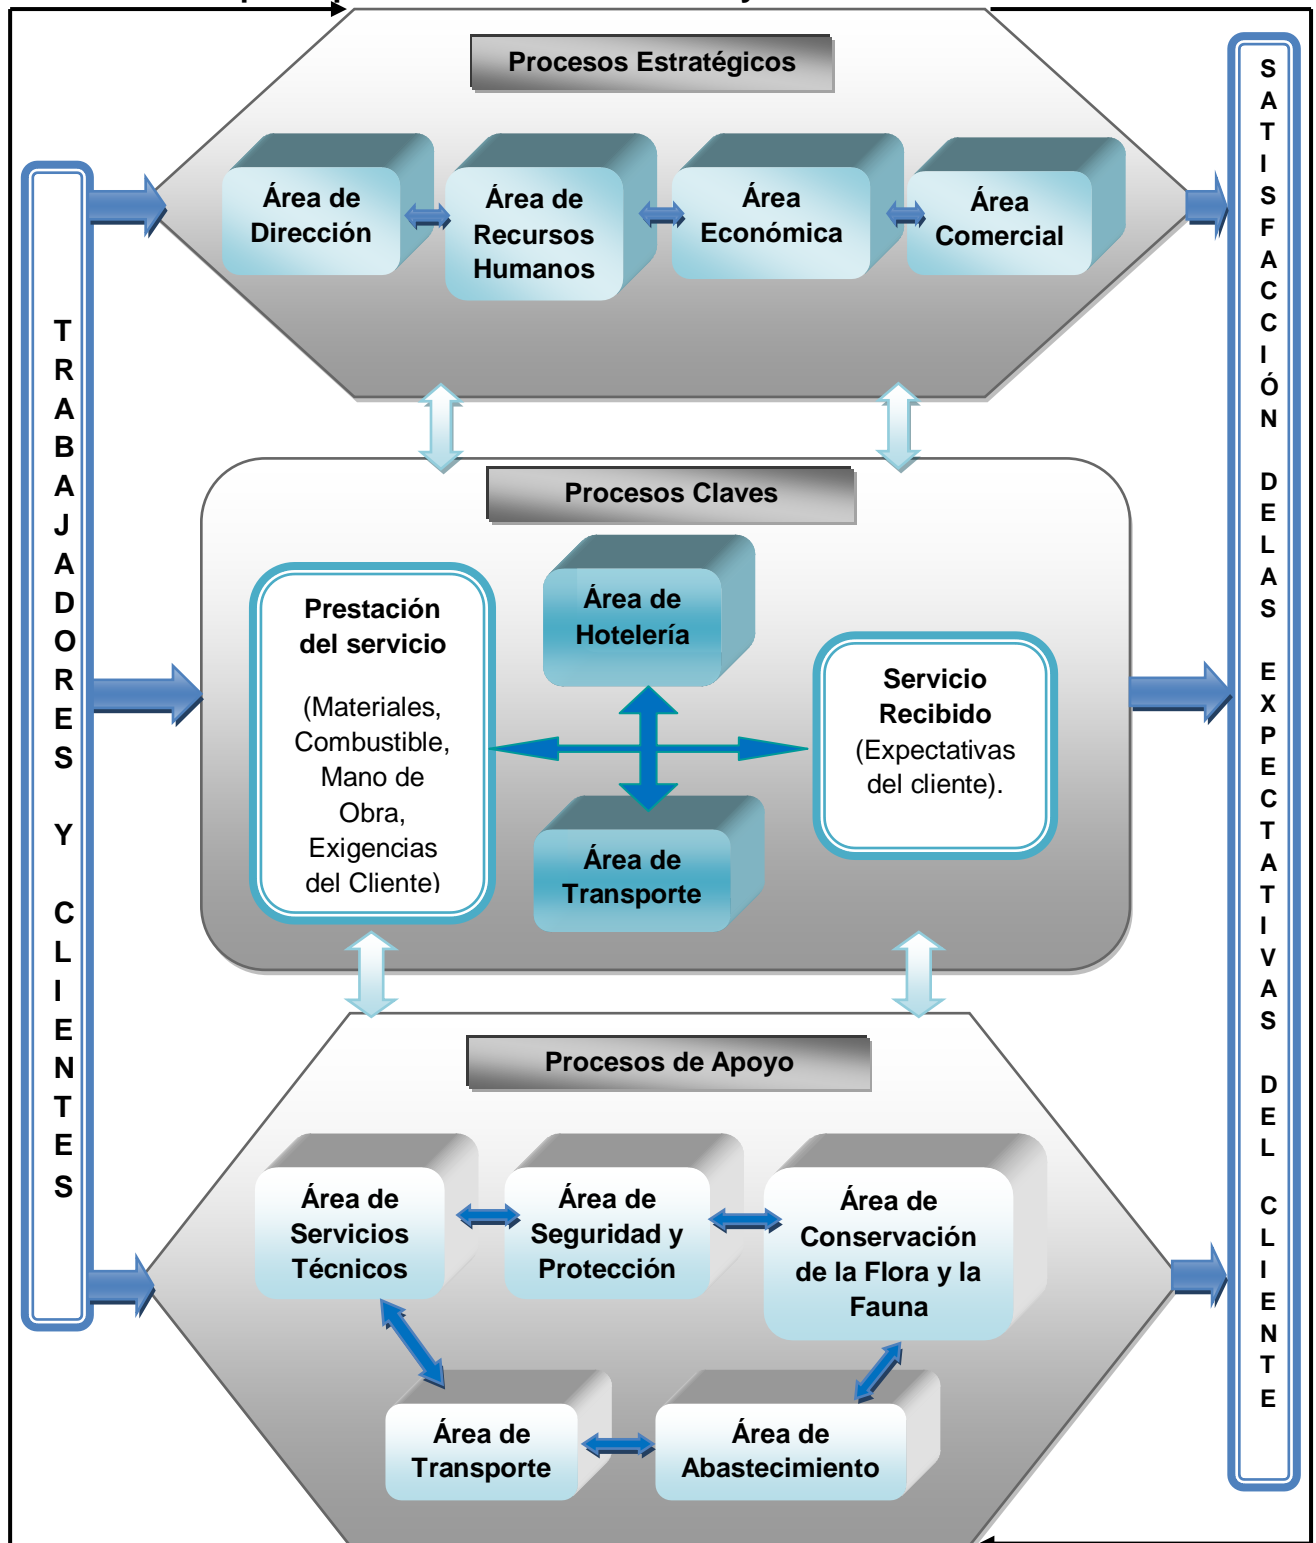 Procesos Estratégicos
Área de
Dirección
Área de
Recursos
Humanos
Área
Económica
Área
Comercial
TRABAJADORES Y CLIENTES
Procesos Claves
Prestación
del servicio
(Materiales,
Combustible,
Mano de
Obra,
Exigencias
del Cliente)
Área de
Hotelería
Área de
Transporte
Servicio
Recibido
(Expectativas
del cliente).
Procesos de Apoyo
Área de
Servicios
Técnicos
Área de
Seguridad y
Protección
Área de
Conservación
de la Flora y la
Fauna
Área de
Transporte
Área de
Abastecimiento
SATISFACCIÓN DELAS EXPECTATIVAS DEL CLIENTE